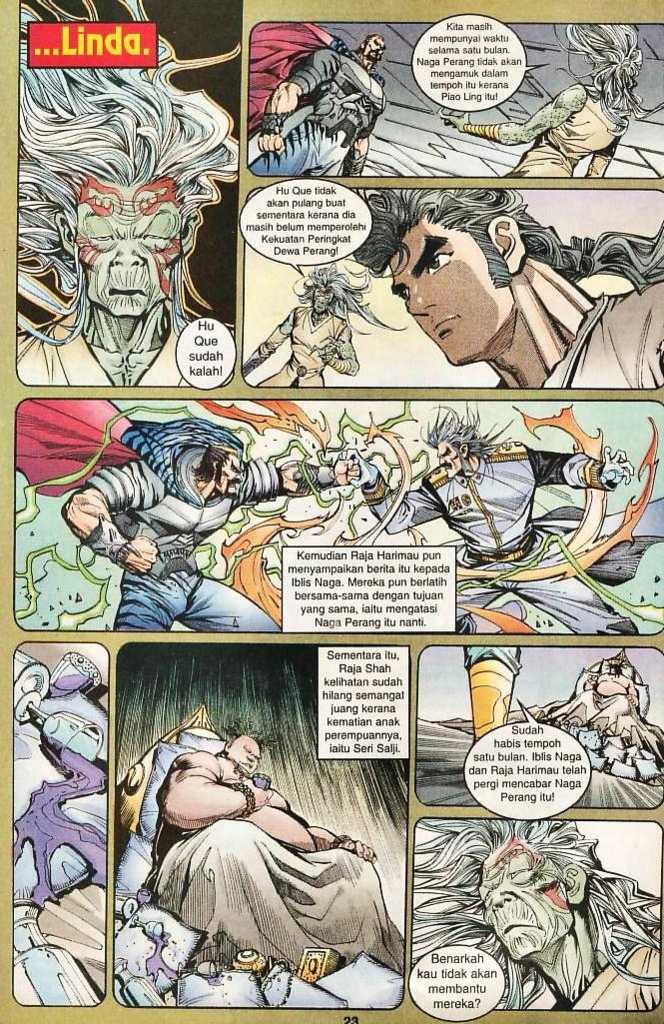 ...Linda.
Hu
Que
sudah
kalah!
Kita masih
mempunyai waktu
selama satu bulan.
Naga Perang tidak akan
mengamuk dalam
tempoh itu kerana
Piao Ling itu!
Hu Que tidak
akan pulang buat
sementara kerana dia
masih belum memperolehi
Kekuatan Peringkat
Dewa Perang!
Kemudian Raja Harimau pun
menyampaikan berita itu kepada
Iblis Naga. Mereka pun berlatih
bersama-sama dengan tujuan
yang sama, iaitu mengatasi
Naga Perang itu nanti.
Sementara itu,
Raja Shah
kelihatan sudah
hilang semangat
juang kerana
kematian anak
perempuannya,
iaitu Seri Salji.
Sudah
habis tempoh
satu bulan. Iblis Naga
dan Raja Harimau telah
pergi mencabar Naga
Perang itu!
Benarkah
kau tidak akan
membantu
mereka?
23